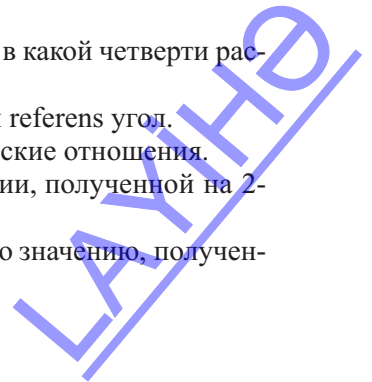 в какой четверти рас-
referens угол.
ские отношения.
ии, полученной на 2-
о значению, получен-
LAYİHƏ